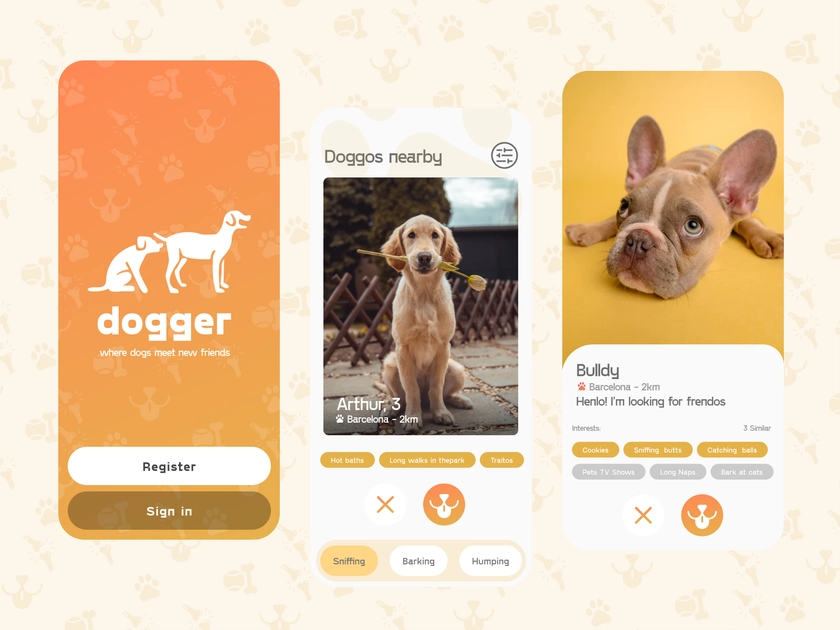 dogger
where dogs meet new friends
Register
Sign in
Doggos nearby
Arthur, 3
Barcelona - 2km
Hot baths
Long walks in thepark
Traitos
Sniffing
Barking
Humping
Bulldy
Barcelona - 2km
Henlo! I'm looking for frendos
Interests:
3 Similar
Cookies
Sniffing butts
Catching balls
Pets TV Shows
Long Naps
Bark at cats